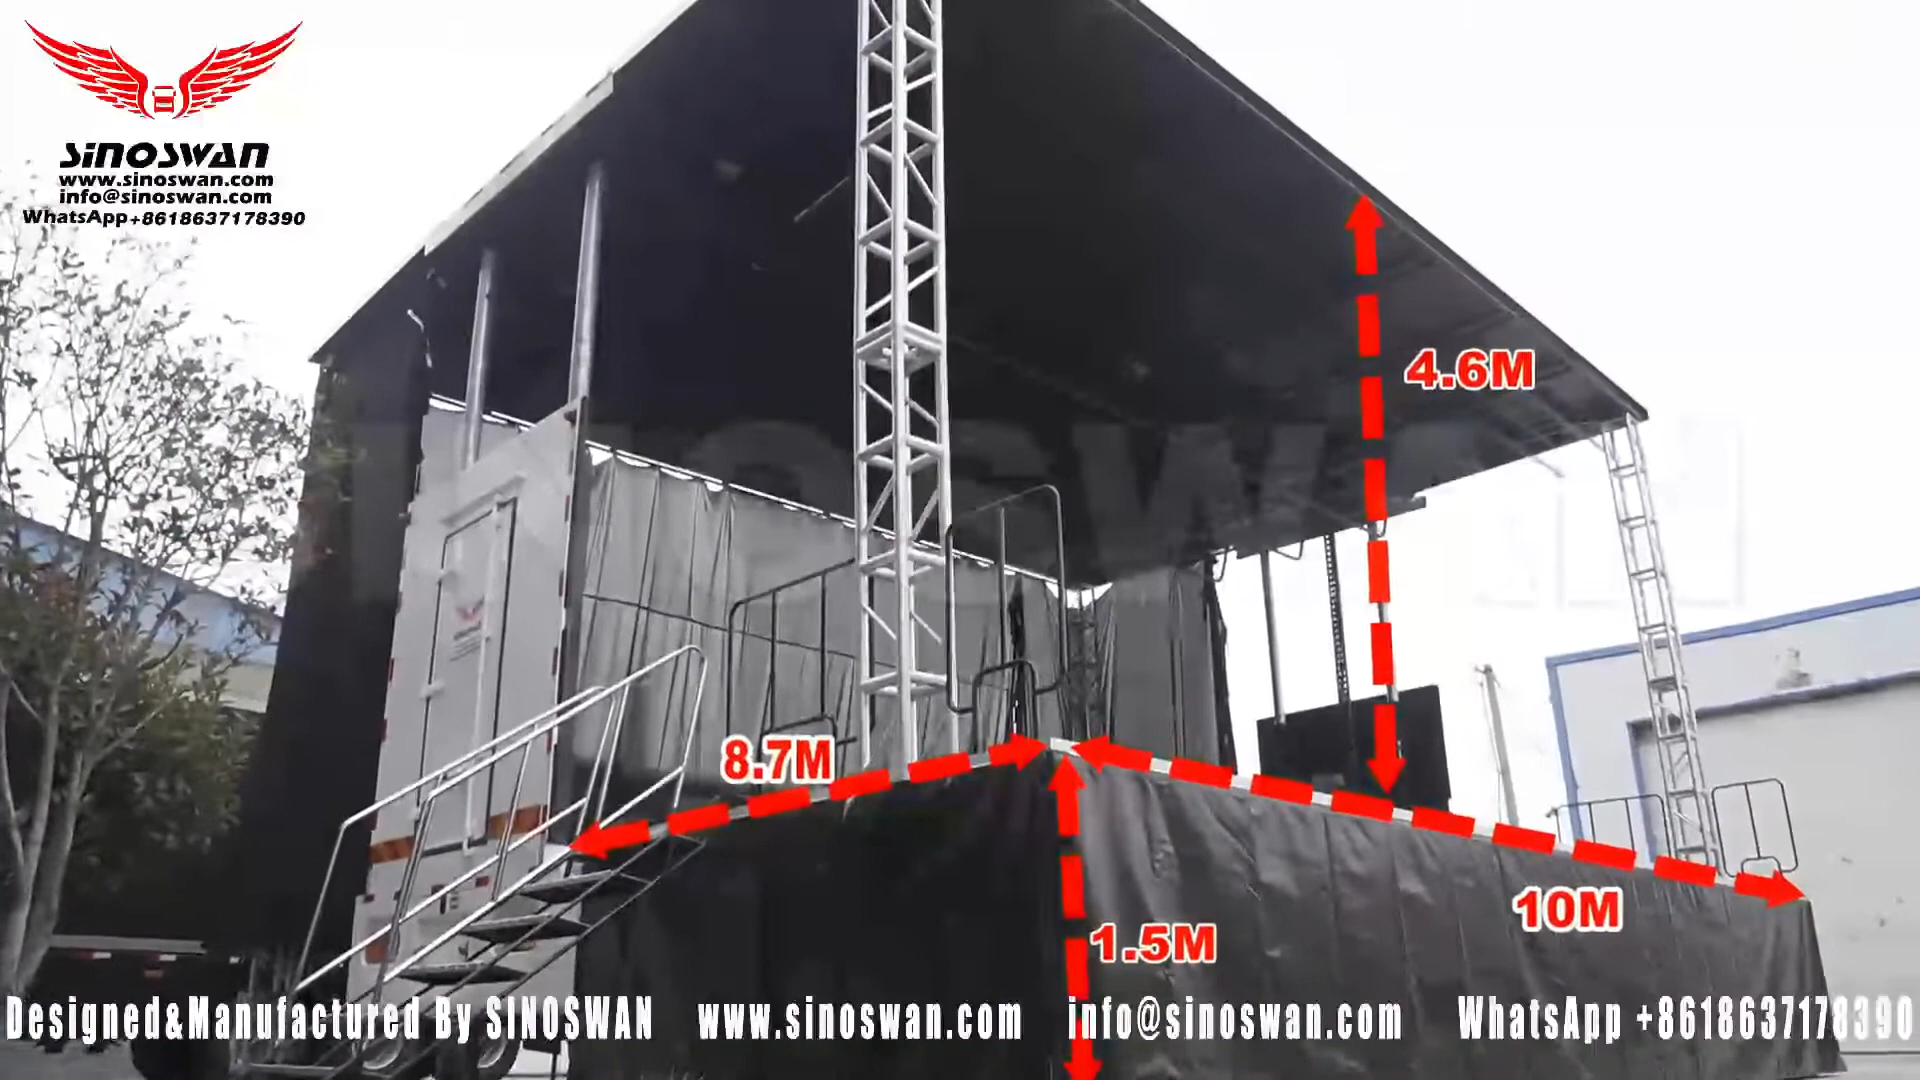 SINOSWAN
www.sinoswan.com
info@sinoswan.com
WhatsApp+8618637178390
4.6M
SINOSWAN
8.7M
10M
1.5M
Designed&Manufactured By SINOSWAN www.sinoswan.com info@sinoswan.com WhatsApp +8618637178390